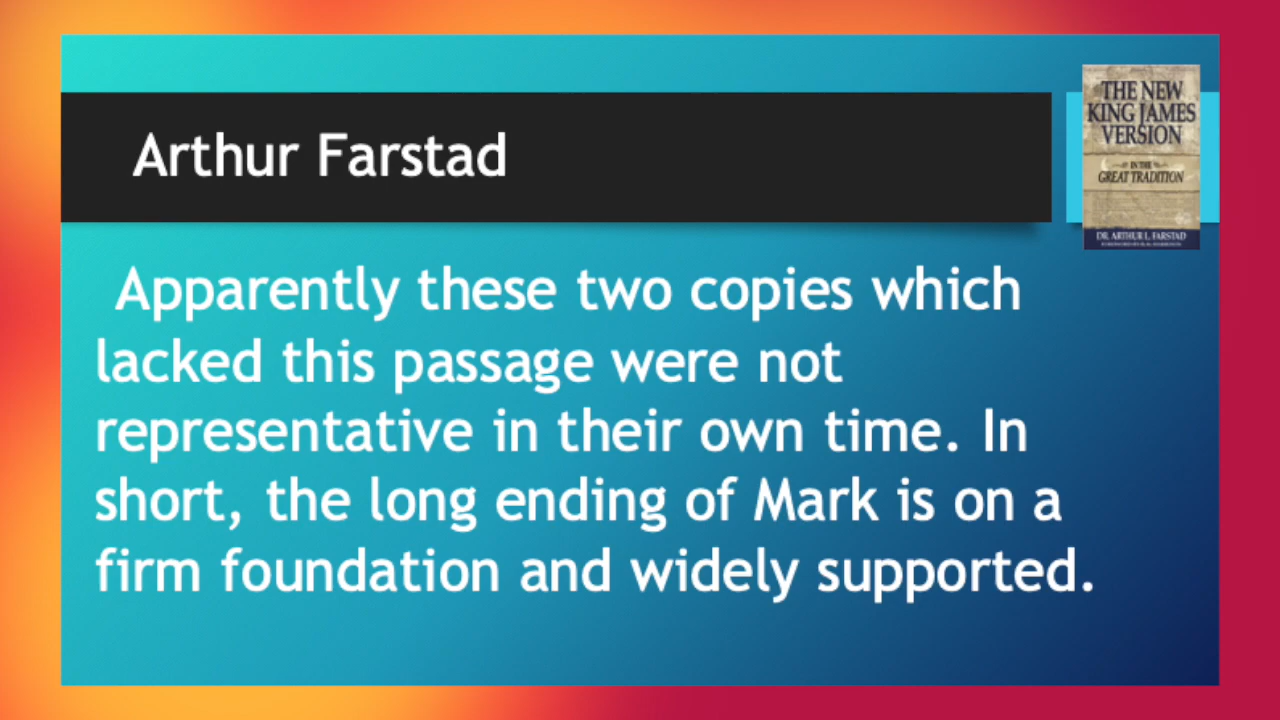 Arthur Farstad
THE NEW
KING JAMES
VERSION
IN THE
GREAT TRADITION
DR. ARTHUR L. FARSTAD
Apparently these two copies which
lacked this passage were not
representative in their own time. In
short, the long ending of Mark is on a
firm foundation and widely supported.